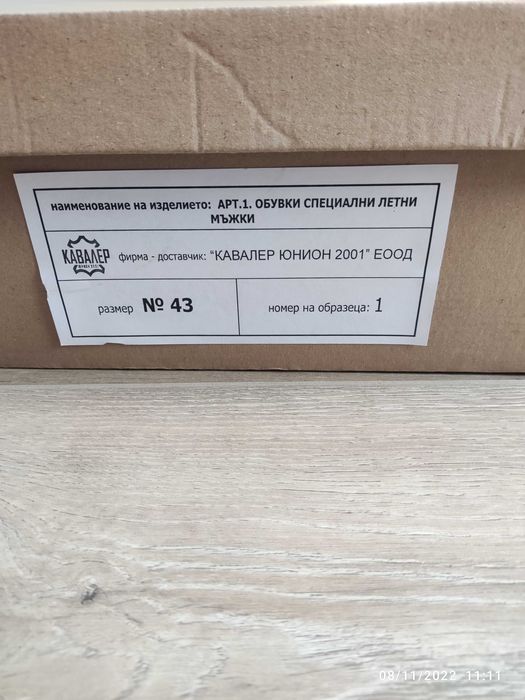 наименование на изделието: АРТ.1. ОБУВКИ СПЕЦИАЛНИ ЛЕТНИ
МЪЖКИ
КАВАЛЕР
фирма - доставчик: "КАВАЛЕР ЮНИОН 2001" ЕООД
размер № 43
номер на образеца: 1
08/11/2022 11:11